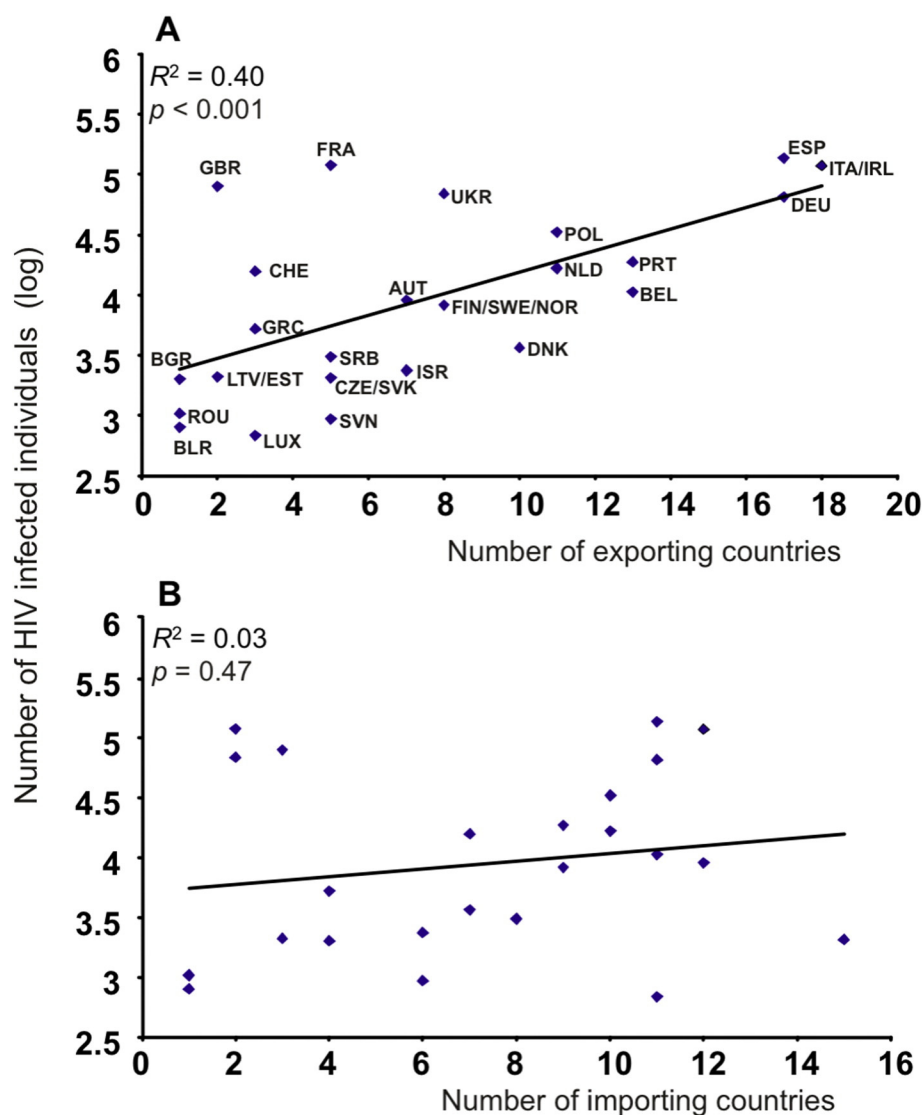 A
R² = 0.40
p < 0.001
6
5.5
5
4.5
4
3.5
3
2.5
GBR
FRA
UKR
ESP
ITA/IRL
DEU
POL
NLD
PRT
BEL
CHE
AUT
FIN/SWE/NOR
GRC
DNK
BGR
LTV/EST
SRB
CZE/SVK
ISR
ROU
BLR
LUX
SVN
0 2 4 6 8 10 12 14 16 18 20
Number of exporting countries
Number of HIV infected individuals (log)
B
R² = 0.03
p = 0.47
6
5.5
5
4.5
4
3.5
3
2.5
0 2 4 6 8 10 12 14 16
Number of importing countries